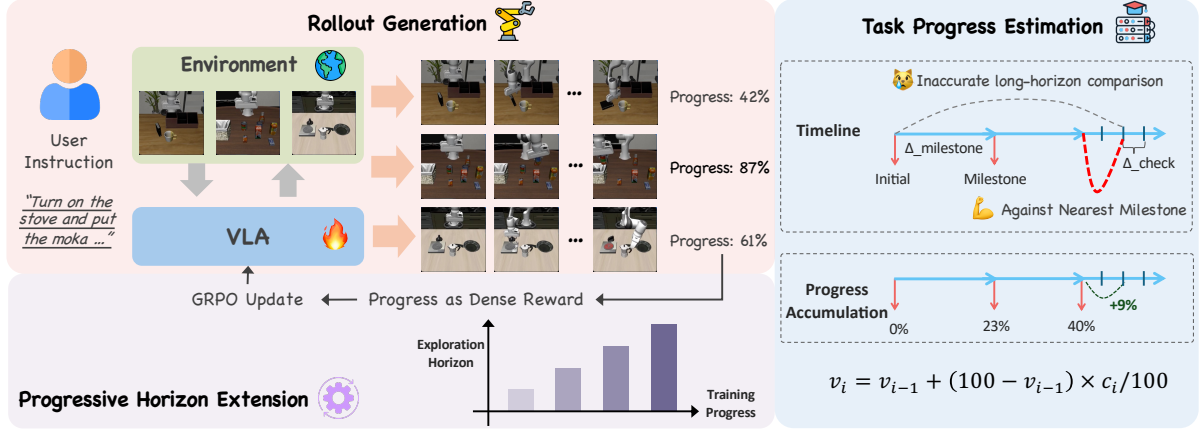 Rollout Generation
Environment
User
Instruction
"Turn on the
stove and put
the moka ..."
VLA
...
Progress: 42%
...
Progress: 87%
...
Progress: 61%
GRPO Update
Progress as Dense Reward
Progressive Horizon Extension
Exploration
Horizon
Training
Progress
Task Progress Estimation
Inaccurate long-horizon comparison
Timeline
Δ_milestone
Δ_check
Initial
Milestone
Against Nearest Milestone
Progress
Accumulation
+9%
0%
23%
40%
v_i = v_{i-1} + (100 − v_{i-1}) × c_i/100